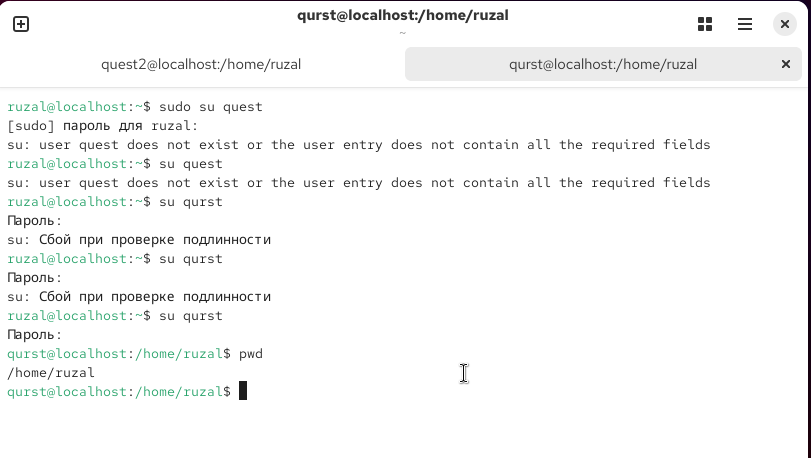 qurst@localhost:/home/ruzal
~
quest2@localhost:/home/ruzal
qurst@localhost:/home/ruzal
ruzal@localhost:~$ sudo su quest
[sudo] пароль для ruzal:
su: user quest does not exist or the user entry does not contain all the required fields
ruzal@localhost:~$ su quest
su: user quest does not exist or the user entry does not contain all the required fields
ruzal@localhost:~$ su qurst
Пароль:
su: Сбой при проверке подлинности
ruzal@localhost:~$ su qurst
Пароль:
su: Сбой при проверке подлинности
ruzal@localhost:~$ su qurst
Пароль:
qurst@localhost:/home/ruzal$ pwd
/home/ruzal
qurst@localhost:/home/ruzal$